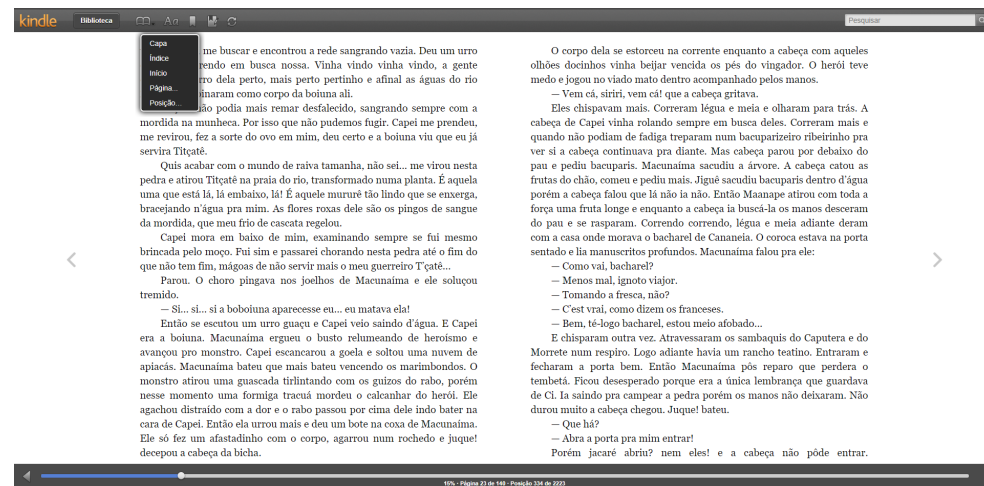 kindle
Biblioteca
Aa
Pesquisar
Capa
Índice
Início
Página...
Posição...
me buscar e encontrou a rede sangrando vazia. Deu um urro
rendo em busca nossa. Vinha vindo vinha vindo, a gente
rro dela perto, mais perto pertinho e afinal as águas do rio
pinaram como corpo da boiuna ali.
ão podia mais remar desfalecido, sangrando sempre com a
mordida na munheca. Por isso que não pudemos fugir. Capei me prendeu,
me revirou, fez a sorte do ovo em mim, deu certo e a boiuna viu que eu já
servira Titçatê.
Quis acabar com o mundo de raiva tamanha, não sei... me virou nesta
pedra e atirou Titçatê na praia do rio, transformado numa planta. É aquela
uma que está lá, lá embaixo, lá! É aquele mururê tão lindo que se enxerga,
bracejando n'água pra mim. As flores roxas dele são os pingos de sangue
da mordida, que meu frio de cascata regelou.
Capei mora em baixo de mim, examinando sempre se fui mesmo
brincada pelo moço. Fui sim e passarei chorando nesta pedra até o fim do
que não tem fim, mágoas de não servir mais o meu guerreiro T'çatê...
Parou. O choro pingava nos joelhos de Macunaíma e ele soluçou
tremido.
— Si... si... si a boboiuna aparecesse eu... eu matava ela!
Então se escutou um urro guaçu e Capei veio saindo d'água. E Capei
era a boiuna. Macunaíma ergueu o busto relumeando de heroísmo e
avançou pro monstro. Capei escancarou a goela e soltou uma nuvem de
apiacás. Macunaíma bateu que mais bateu vencendo os marimbondos. O
monstro atirou uma guascada tirlintando com os guizos do rabo, porém
nesse momento uma formiga tracuá mordeu o calcanhar do herói. Ele
agachou distraído com a dor e o rabo passou por cima dele indo bater na
cara de Capei. Então ela urrou mais e deu um bote na coxa de Macunaíma.
Ele só fez um afastadinho com o corpo, agarrou num rochedo e juque!
decepou a cabeça da bicha.
O corpo dela se estorceu na corrente enquanto a cabeça com aqueles
olhões docinhos vinha beijar vencida os pés do vingador. O herói teve
medo e jogou no viado mato dentro acompanhado pelos manos.
— Vem cá, siriri, vem cá! que a cabeça gritava.
Eles chispavam mais. Correram légua e meia e olharam para trás. A
cabeça de Capei vinha rolando sempre em busca deles. Correram mais e
quando não podiam de fadiga treparam num bacuparizeiro ribeirinho pra
ver si a cabeça continuava pra diante. Mas cabeça parou por debaixo do
pau e pediu bacuparis. Macunaíma sacudiu a árvore. A cabeça catou as
frutas do chão, comeu e pediu mais. Jiguê sacudiu bacuparis dentro d'água
porém a cabeça falou que lá não ia não. Então Maanape atirou com toda a
força uma fruta longe e enquanto a cabeça ia buscá-la os manos desceram
do pau e se rasparam. Correndo correndo, légua e meia adiante deram
com a casa onde morava o bacharel de Cananeia. O coroca estava na porta
sentado e lia manuscritos profundos. Macunaíma falou pra ele:
— Como vai, bacharel?
— Menos mal, ignoto viajor.
— Tomando a fresca, não?
— C'est vrai, como dizem os franceses.
— Bem, té-logo bacharel, estou meio afobado...
E chisparam outra vez. Atravessaram os sambaquis do Caputera e do
Morrete num respiro. Logo adiante havia um rancho teatino. Entraram e
fecharam a porta bem. Então Macunaíma pôs reparo que perdera o
tembetá. Ficou desesperado porque era a única lembrança que guardava
de Ci. Ia saindo pra campear a pedra porém os manos não deixaram. Não
durou muito a cabeça chegou. Juque! bateu.
— Que há?
— Abra a porta pra mim entrar!
Porém jacaré abriu? nem eles! e a cabeça não pôde entrar.
15% - Página 23 de 140 - Posição 334 de 2223